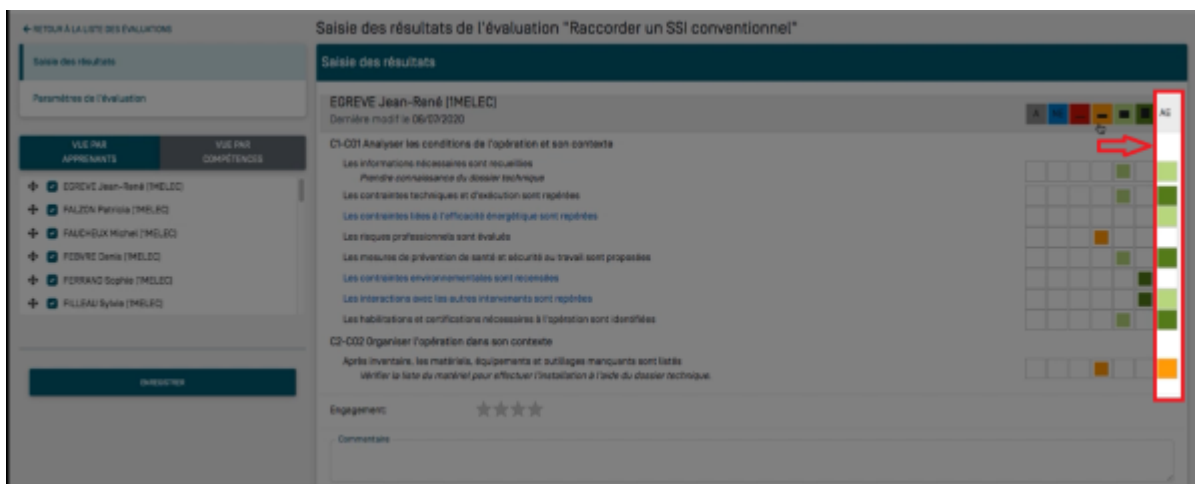 ← RETOUR À LA LISTE DES ÉVALUATIONS
Saisie des résultats de l'évaluation "Raccorder un SSI conventionnel"
Saisie des résultats
Paramètres de l'évaluation
VUE PAR APPRENANTS
VUE PAR COMPÉTENCES
EGREVE Jean-René (1MELEC)
FALZON Patricia (1MELEC)
FAUCHEUX Michel (1MELEC)
FEBVRE Denis (1MELEC)
FERRAND Sophie (1MELEC)
FILLEAU Sylvie (1MELEC)
ENREGISTRER
Saisie des résultats
EGREVE Jean-René (1MELEC)
Dernière modif le 06/07/2020
A
AE
C1-CO1 Analyser les conditions de l'opération et son contexte
Les informations nécessaires sont recueillies
Prendre connaissance du dossier technique
Les contraintes techniques et d'exécution sont repérées
Les contraintes liées à l'efficacité énergétique sont repérées
Les risques professionnels sont évalués
Les mesures de prévention de santé et sécurité au travail sont proposées
Les contraintes environnementales sont recensées
Les interactions avec les autres intervenants sont repérées
Les habilitations et certifications nécessaires à l'opération sont identifiées
C2-CO2 Organiser l'opération dans son contexte
Après inventaire, les matériels, équipements et outillages manquants sont listés
Vérifier la liste du matériel pour effectuer l'installation à l'aide du dossier technique.
Engagement:
Commentaire